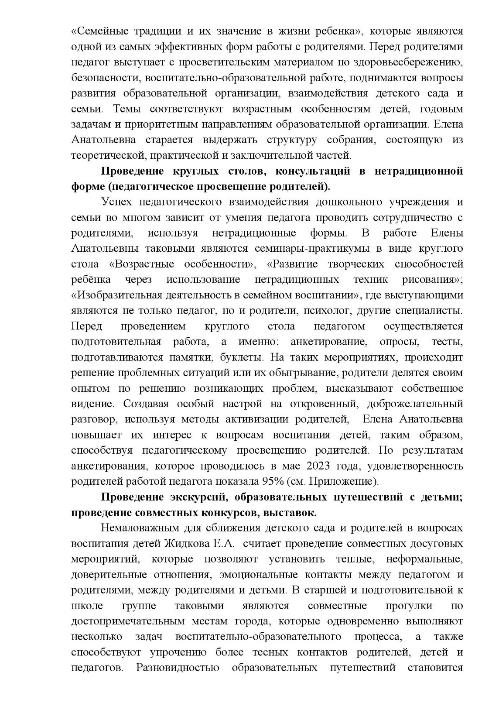 «Семейные традиции и их значение в жизни ребенка», которые являются
одной из самых эффективных форм работы с родителями. Перед родителями
педагог выступает с просветительским материалом по здоровьесбережению,
безопасности, воспитательно-образовательной работе, поднимаются вопросы
развития образовательной организации, взаимодействия детского сада и
семьи. Темы соответствуют возрастным особенностям детей, годовым
задачам и приоритетным направлениям образовательной организации. Елена
Анатольевна старается выдержать структуру собрания, состоящую из
теоретической, практической и заключительной частей.
Проведение круглых столов, консультаций в нетрадиционной
форме (педагогическое просвещение родителей).
Успех педагогического взаимодействия дошкольного учреждения и
семьи во многом зависит от умения педагога проводить сотрудничество с
родителями, используя нетрадиционные формы. В работе Елены
Анатольевны таковыми являются семинары-практикумы в виде круглого
стола «Возрастные особенности», «Развитие творческих способностей
ребёнка через использование нетрадиционных техник рисования»;
«Изобразительная деятельность в семейном воспитании», где выступающими
являются не только педагог, но и родители, психолог, другие специалисты.
Перед проведением круглого стола педагогом осуществляется
подготовительная работа, а именно: анкетирование, опросы, тесты,
подготавливаются памятки, буклеты. На таких мероприятиях, происходит
решение проблемных ситуаций или их обыгрывание, родители делятся своим
опытом по решению возникающих проблем, высказывают собственное
видение. Создавая особый настрой на откровенный, доброжелательный
разговор, используя методы активизации родителей, Елена Анатольевна
повышает их интерес к вопросам воспитания детей, таким образом,
способствуя педагогическому просвещению родителей. По результатам
анкетирования, которое проводилось в мае 2023 года, удовлетворенность
родителей работой педагога показала 95% (см. Приложение).
Проведение экскурсий, образовательных путешествий с детьми;
проведение совместных конкурсов, выставок.
Немаловажным для сближения детского сада и родителей в вопросах
воспитания детей Жидкова Е.А. считает проведение совместных досуговых
мероприятий, которые позволяют установить теплые, неформальные,
доверительные отношения, эмоциональные контакты между педагогом и
родителями, между родителями и детьми. В старшей и подготовительной к
школе группе таковыми являются совместные прогулки по
достопримечательным местам города, которые одновременно выполняют
несколько задач воспитательно-образовательного процесса, а также
способствуют упрочению более тесных контактов родителей, детей и
педагогов. Разновидностью образовательных путешествий становится